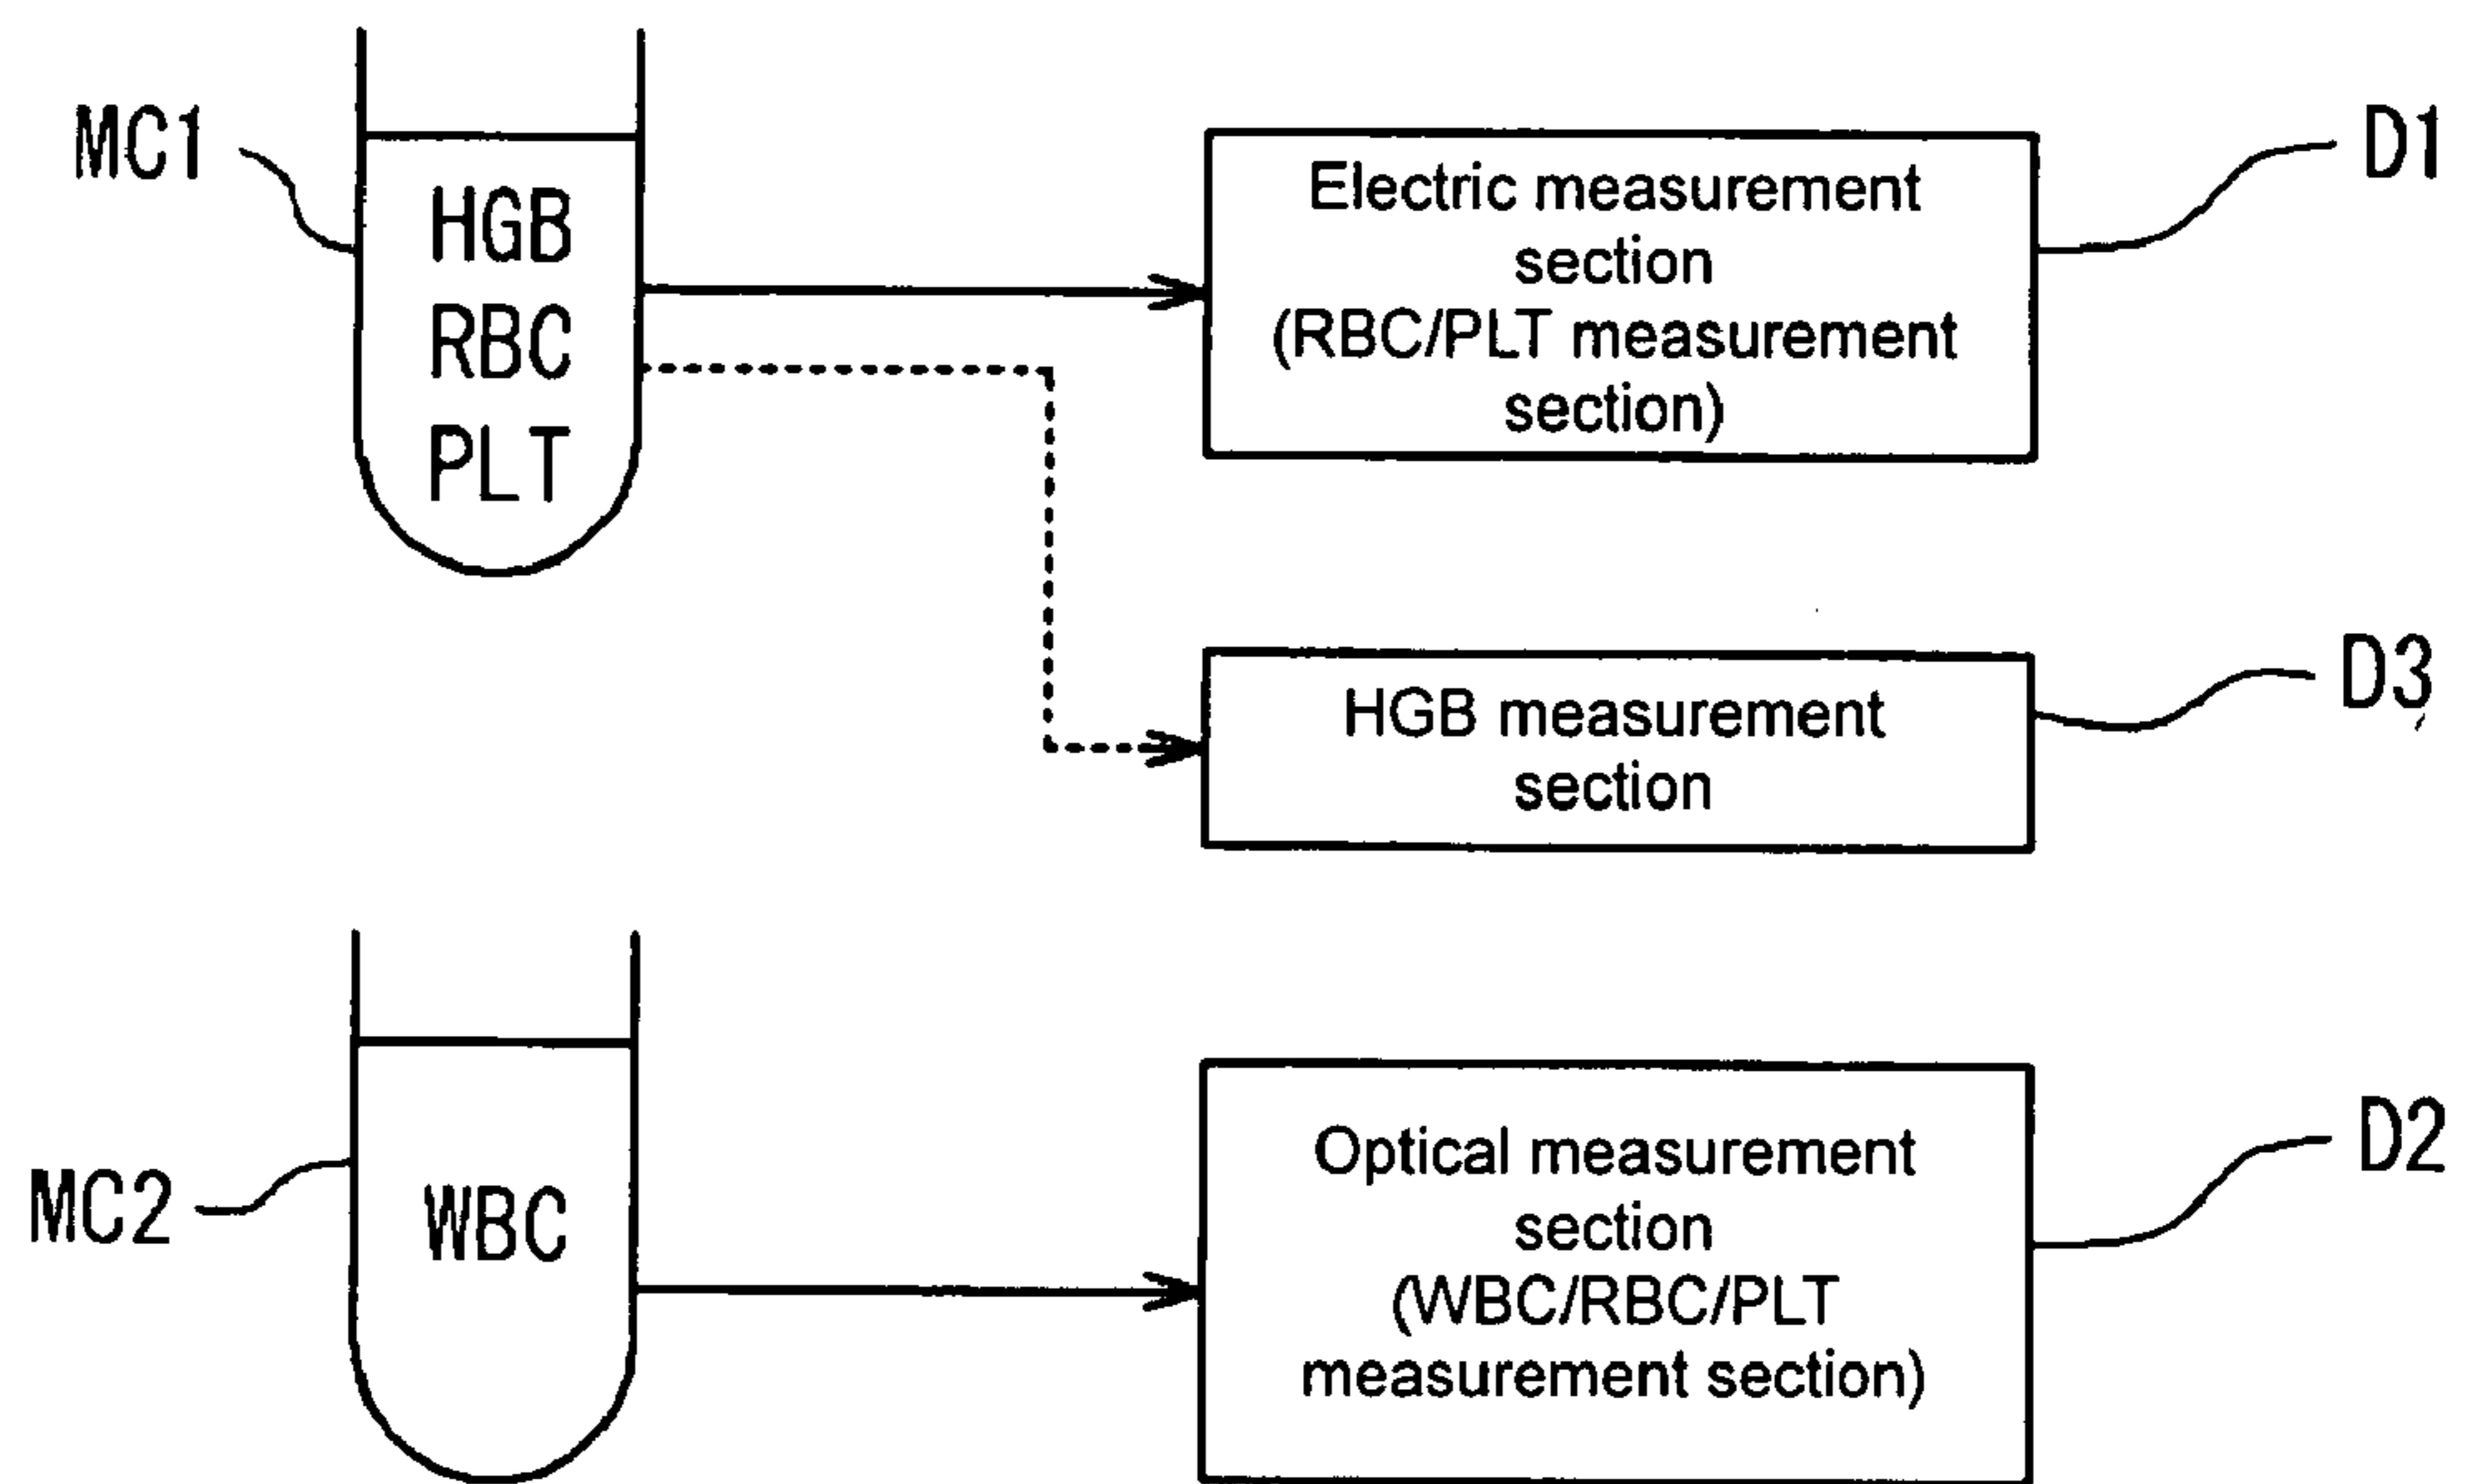 MC1
HGB
RBC
PLT
Electric measurement
section
(RBC/PLT measurement
section)
D1
HGB measurement
section
D3
MC2
WBC
Optical measurement
section
(WBC/RBC/PLT
measurement section)
D2